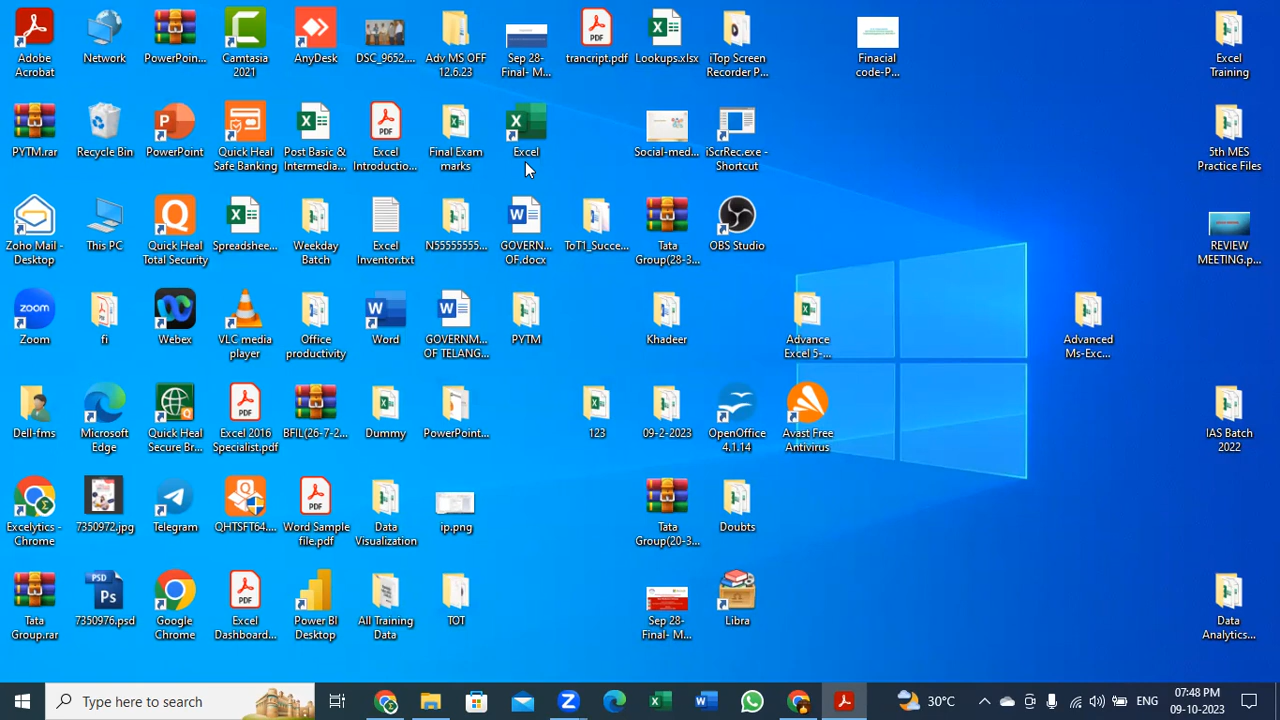 Adobe
Acrobat
Network
PowerPoin...
Camtasia
2021
AnyDesk
DSC_9652....
Adv MS OFF
12.6.23
Sep 28-
Final- M...
trancript.pdf
Lookups.xlsx
iTop Screen
Recorder P...
Finacial
code-P...
Excel
Training
PYTM.rar
Recycle Bin
PowerPoint
Quick Heal
Safe Banking
Post Basic &
Intermedia...
Excel
Introductio...
Final Exam
marks
Excel
Social-med...
iScrRec.exe -
Shortcut
5th MES
Practice Files
Zoho Mail -
Desktop
This PC
Quick Heal
Total Security
Spreadshee...
Weekday
Batch
Excel
Inventor.txt
N55555555...
GOVERN...
OF.docx
ToT1_Succe...
Tata
Group(28-3...
OBS Studio
REVIEW
MEETING.p...
zoom
Zoom
fi
Webex
VLC media
player
Office
productivity
Word
GOVERNM...
OF TELANG...
PYTM
Khadeer
Advance
Excel 5-...
Advanced
Ms-Exc...
Dell-fms
Microsoft
Edge
Quick Heal
Secure Br...
Excel 2016
Specialist.pdf
BFIL(26-7-2...
Dummy
PowerPoint...
123
09-2-2023
OpenOffice
4.1.14
Avast Free
Antivirus
IAS Batch
2022
Excelytics -
Chrome
7350972.jpg
Telegram
QHTSFT64....
Word Sample
file.pdf
Data
Visualization
ip.png
Tata
Group(20-3...
Doubts
Tata
Group.rar
7350976.psd
Google
Chrome
Excel
Dashboard...
Power BI
Desktop
All Training
Data
TOT
Sep 28-
Final- M...
Libra
Data
Analytics...
Type here to search
30°C
ENG
07:48 PM
09-10-2023